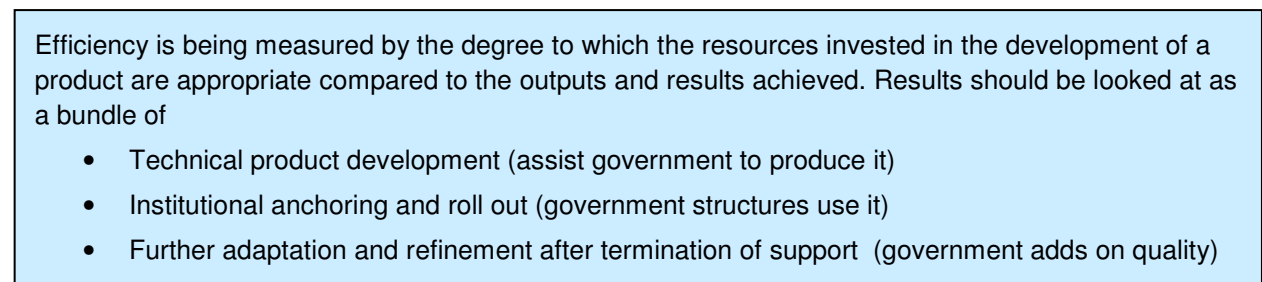 Efficiency is being measured by the degree to which the resources invested in the development of a
product are appropriate compared to the outputs and results achieved. Results should be looked at as
a bundle of
• Technical product development (assist government to produce it)
• Institutional anchoring and roll out (government structures use it)
• Further adaptation and refinement after termination of support (government adds on quality)